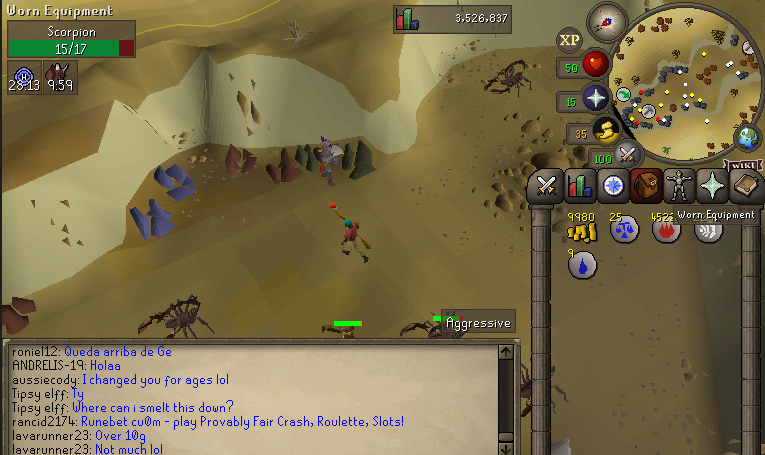 Worn Equipment
Scorpion
15/17
28:13
9:59
3,526,837
XP
50
15
35
100
WIKI
Worn Equipment
9980
25
452
9
Aggressive
roniel12: Queda arriba de Ge
ANDRELIS-19: Holaa
aussiecody: I changed you for ages lol
Tipsy elff: Ty
Tipsy elff: Where can i smelt this down?
rancid2174: Runebet cu0m - play Provably Fair Crash, Roulette, Slots!
lavarunner23: Over 10g
lavarunner23: Not much lol